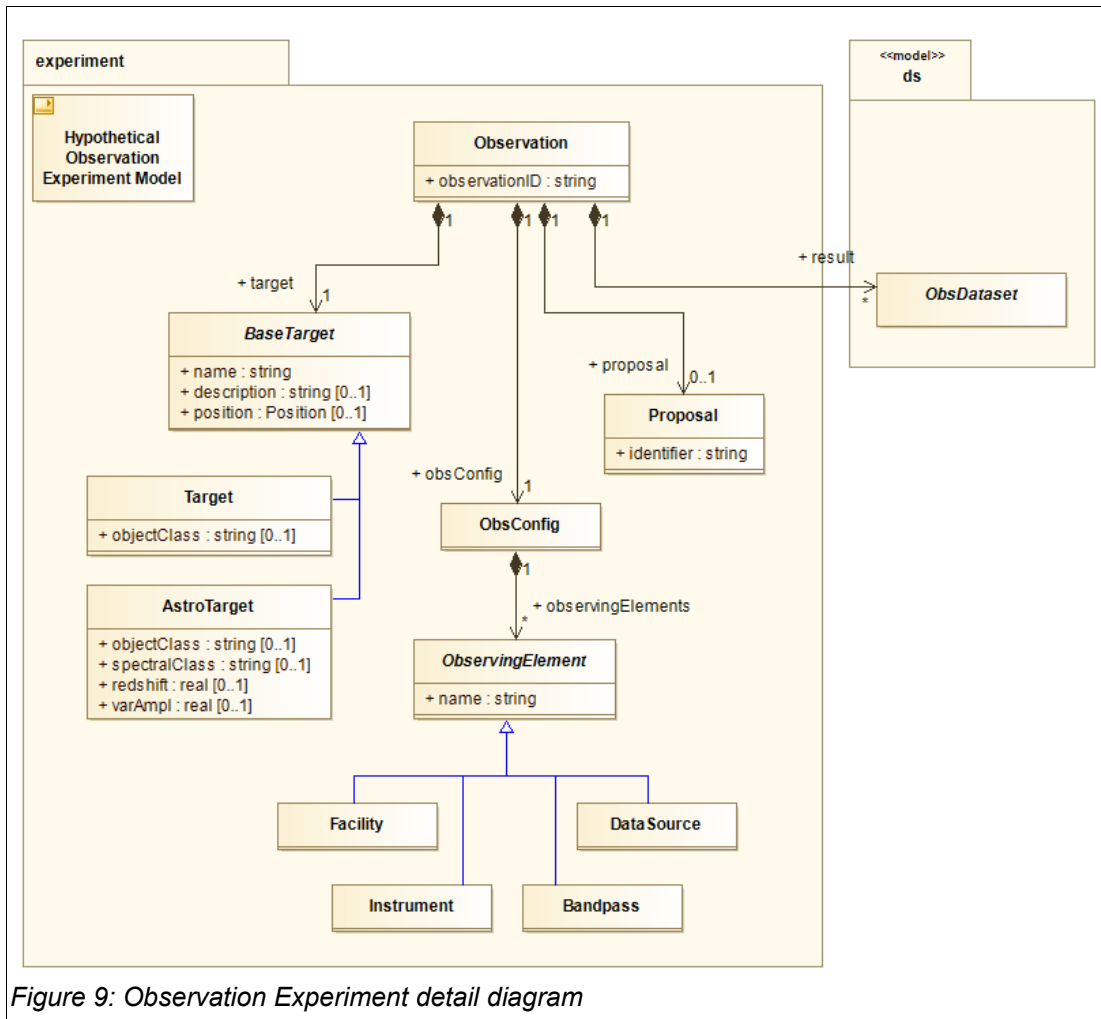 experiment
<<model>>
ds
Hypothetical
Observation
Experiment Model
Observation
+ observationID : string
1
1
1
1
+ target
1
+ result
*
ObsDataset
BaseTarget
+ name : string
+ description : string [0..1]
+ position : Position [0..1]
+ proposal
0..1
Proposal
+ identifier : string
+ obsConfig
1
Target
+ objectClass : string [0..1]
ObsConfig
1
+ observingElements
*
AstroTarget
+ objectClass : string [0..1]
+ spectralClass : string [0..1]
+ redshift : real [0..1]
+ varAmpl : real [0..1]
ObservingElement
+ name : string
Facility
DataSource
Instrument
Bandpass
Figure 9: Observation Experiment detail diagram